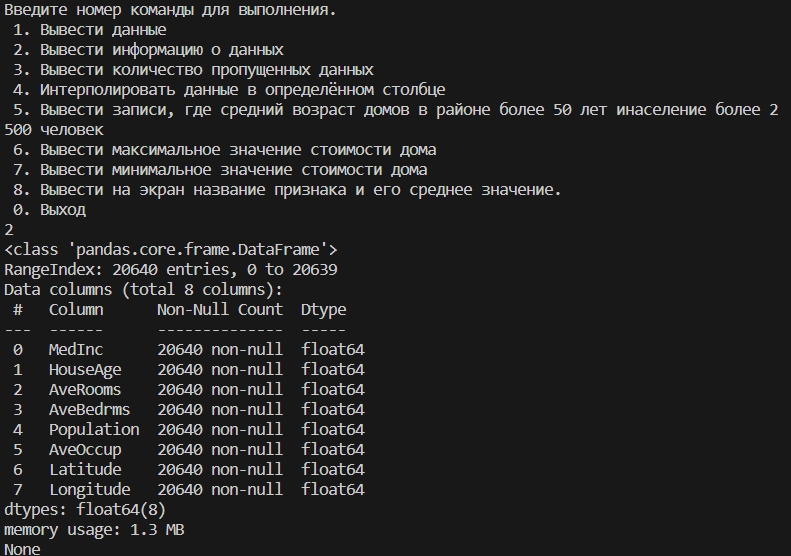 Введите номер команды для выполнения.
 1. Вывести данные
 2. Вывести информацию о данных
 3. Вывести количество пропущенных данных
 4. Интерполировать данные в определённом столбце
 5. Вывести записи, где средний возраст домов в районе более 50 лет инаселение более 2
500 человек
 6. Вывести максимальное значение стоимости дома
 7. Вывести минимальное значение стоимости дома
 8. Вывести на экран название признака и его среднее значение.
 0. Выход
2
<class 'pandas.core.frame.DataFrame'>
RangeIndex: 20640 entries, 0 to 20639
Data columns (total 8 columns):
 #   Column      Non-Null Count  Dtype
---  ------      --------------  -----
 0   MedInc      20640 non-null  float64
 1   HouseAge    20640 non-null  float64
 2   AveRooms    20640 non-null  float64
 3   AveBedrms   20640 non-null  float64
 4   Population  20640 non-null  float64
 5   AveOccup    20640 non-null  float64
 6   Latitude    20640 non-null  float64
 7   Longitude   20640 non-null  float64
dtypes: float64(8)
memory usage: 1.3 MB
None